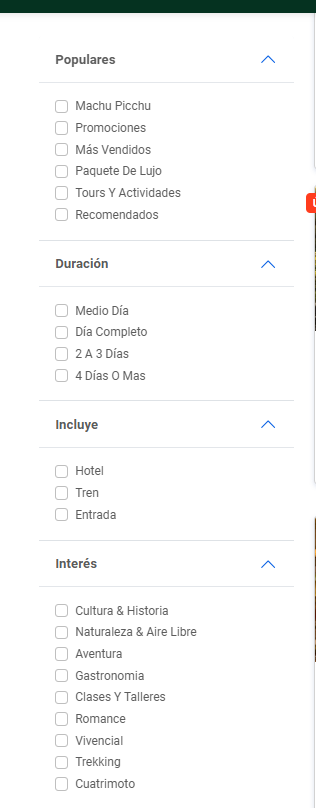 Populares
Machu Picchu
Promociones
Más Vendidos
Paquete De Lujo
Tours Y Actividades
Recomendados
Duración
Medio Día
Día Completo
2 A 3 Días
4 Días O Mas
Incluye
Hotel
Tren
Entrada
Interés
Cultura & Historia
Naturaleza & Aire Libre
Aventura
Gastronomia
Clases Y Talleres
Romance
Vivencial
Trekking
Cuatrimoto